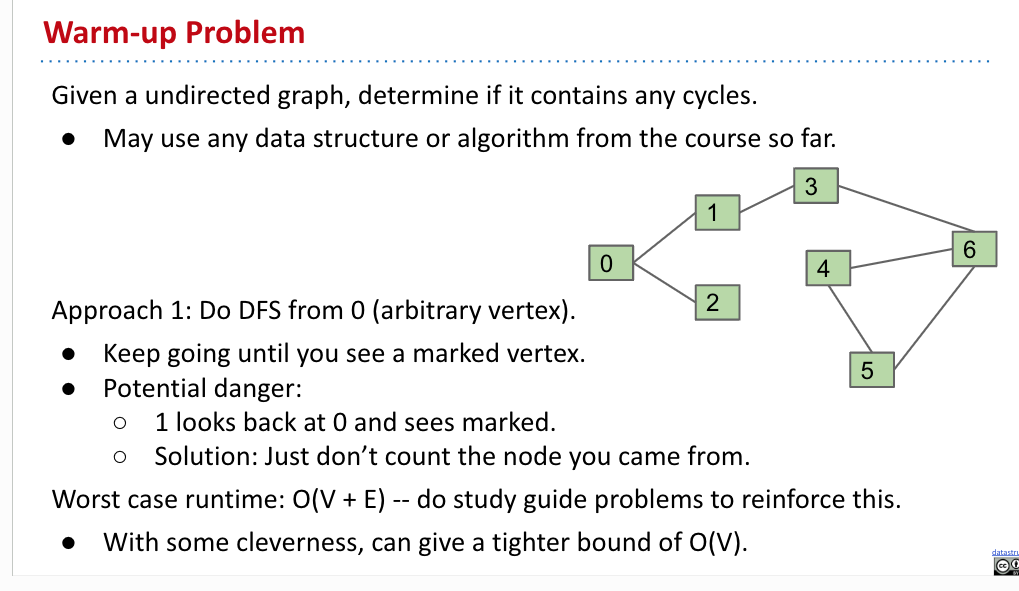 Warm-up Problem
Given a undirected graph, determine if it contains any cycles.
● May use any data structure or algorithm from the course so far.
3
1
6
0
4
2
Approach 1: Do DFS from 0 (arbitrary vertex).
● Keep going until you see a marked vertex.
5
● Potential danger:
○ 1 looks back at 0 and sees marked.
○ Solution: Just don’t count the node you came from.
Worst case runtime: O(V + E) -- do study guide problems to reinforce this.
● With some cleverness, can give a tighter bound of O(V).
datastru
cc